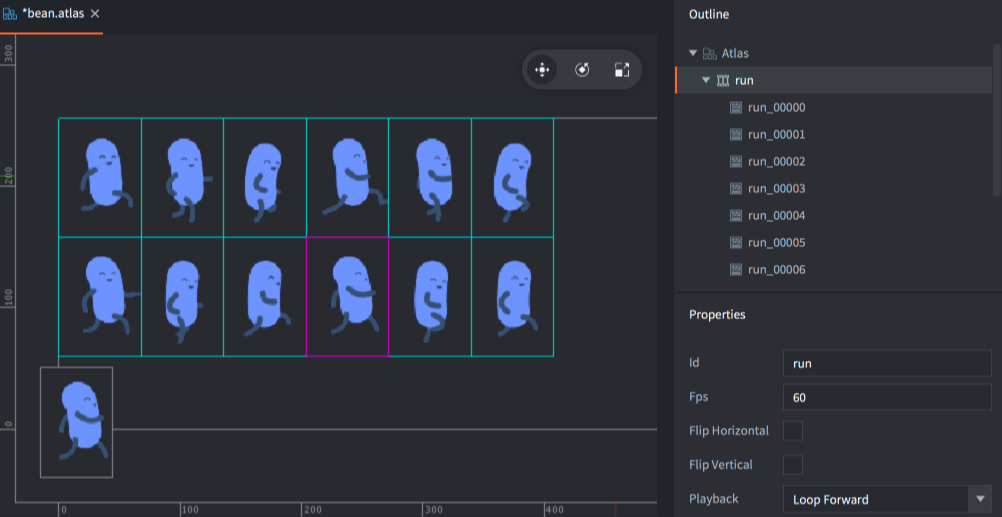 *bean.atlas
Outline
300
200
100
0
0
100
200
300
400
Atlas
run
run_00000
run_00001
run_00002
run_00003
run_00004
run_00005
run_00006
Properties
Id run
Fps 60
Flip Horizontal
Flip Vertical
Playback Loop Forward